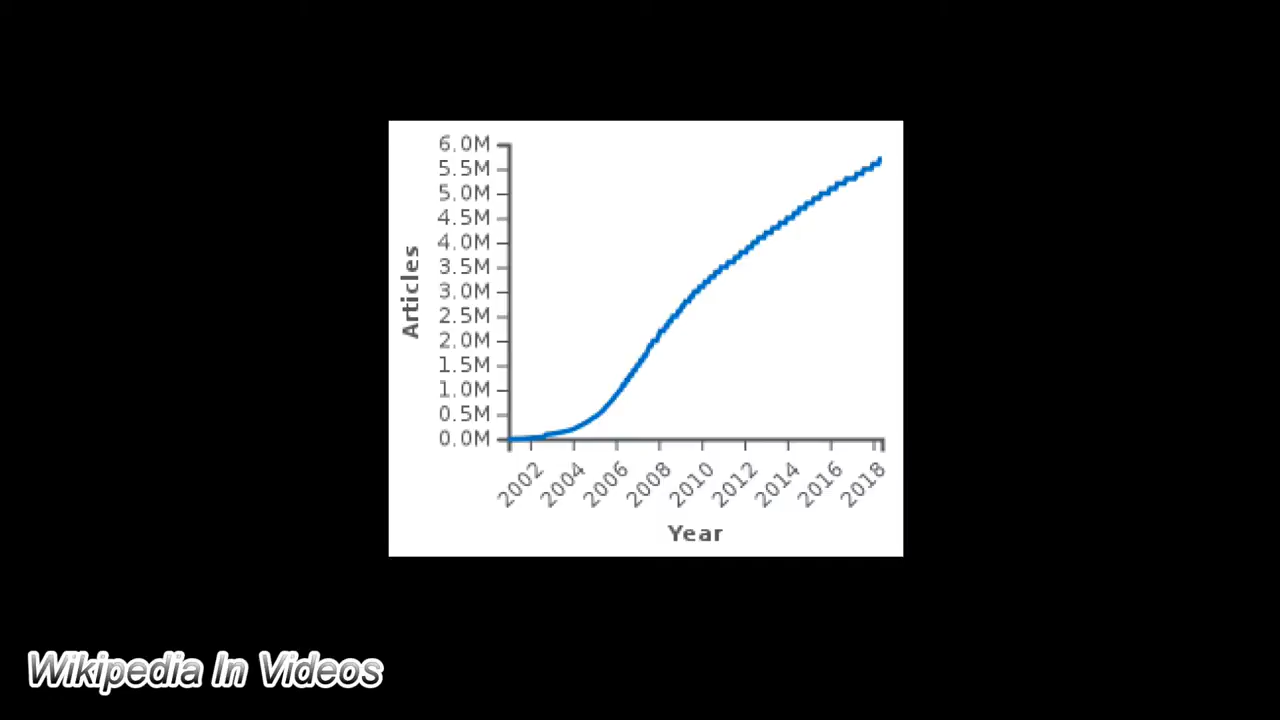 6.0M
5.5M
5.0M
4.5M
4.0M
3.5M
3.0M
2.5M
2.0M
1.5M
1.0M
0.5M
0.0M
Articles
2002 2004 2006 2008 2010 2012 2014 2016 2018
Year
Wikipedia In Videos